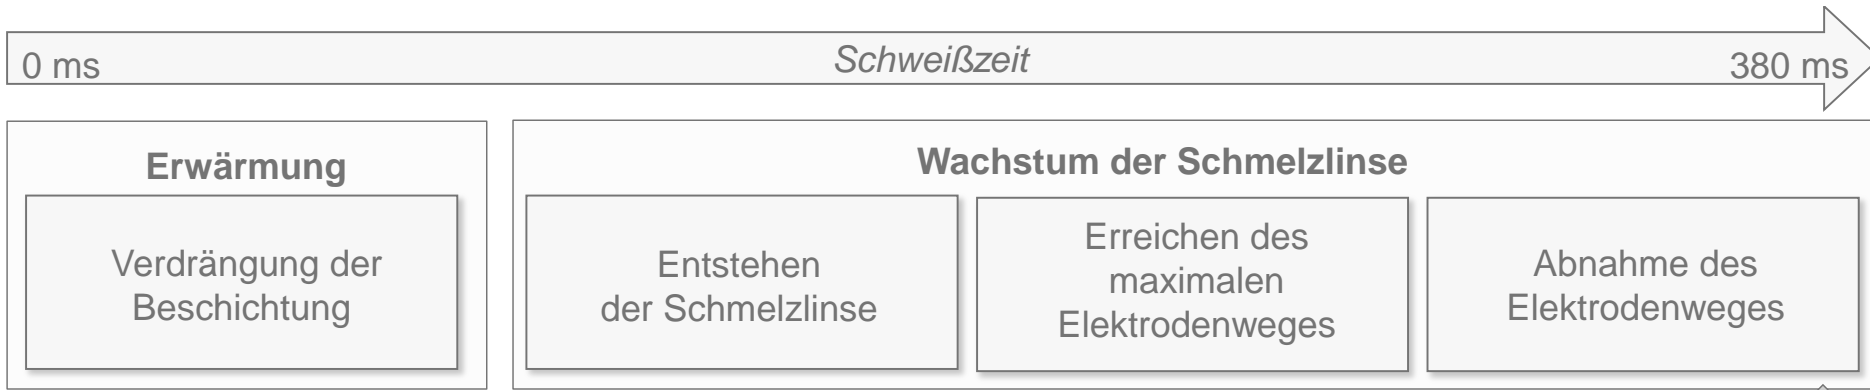 0 ms
Schweißzeit
380 ms
Erwärmung
Verdrängung der
Beschichtung
Wachstum der Schmelzlinse
Entstehen
der Schmelzlinse
Erreichen des
maximalen
Elektrodenweges
Abnahme des
Elektrodenweges